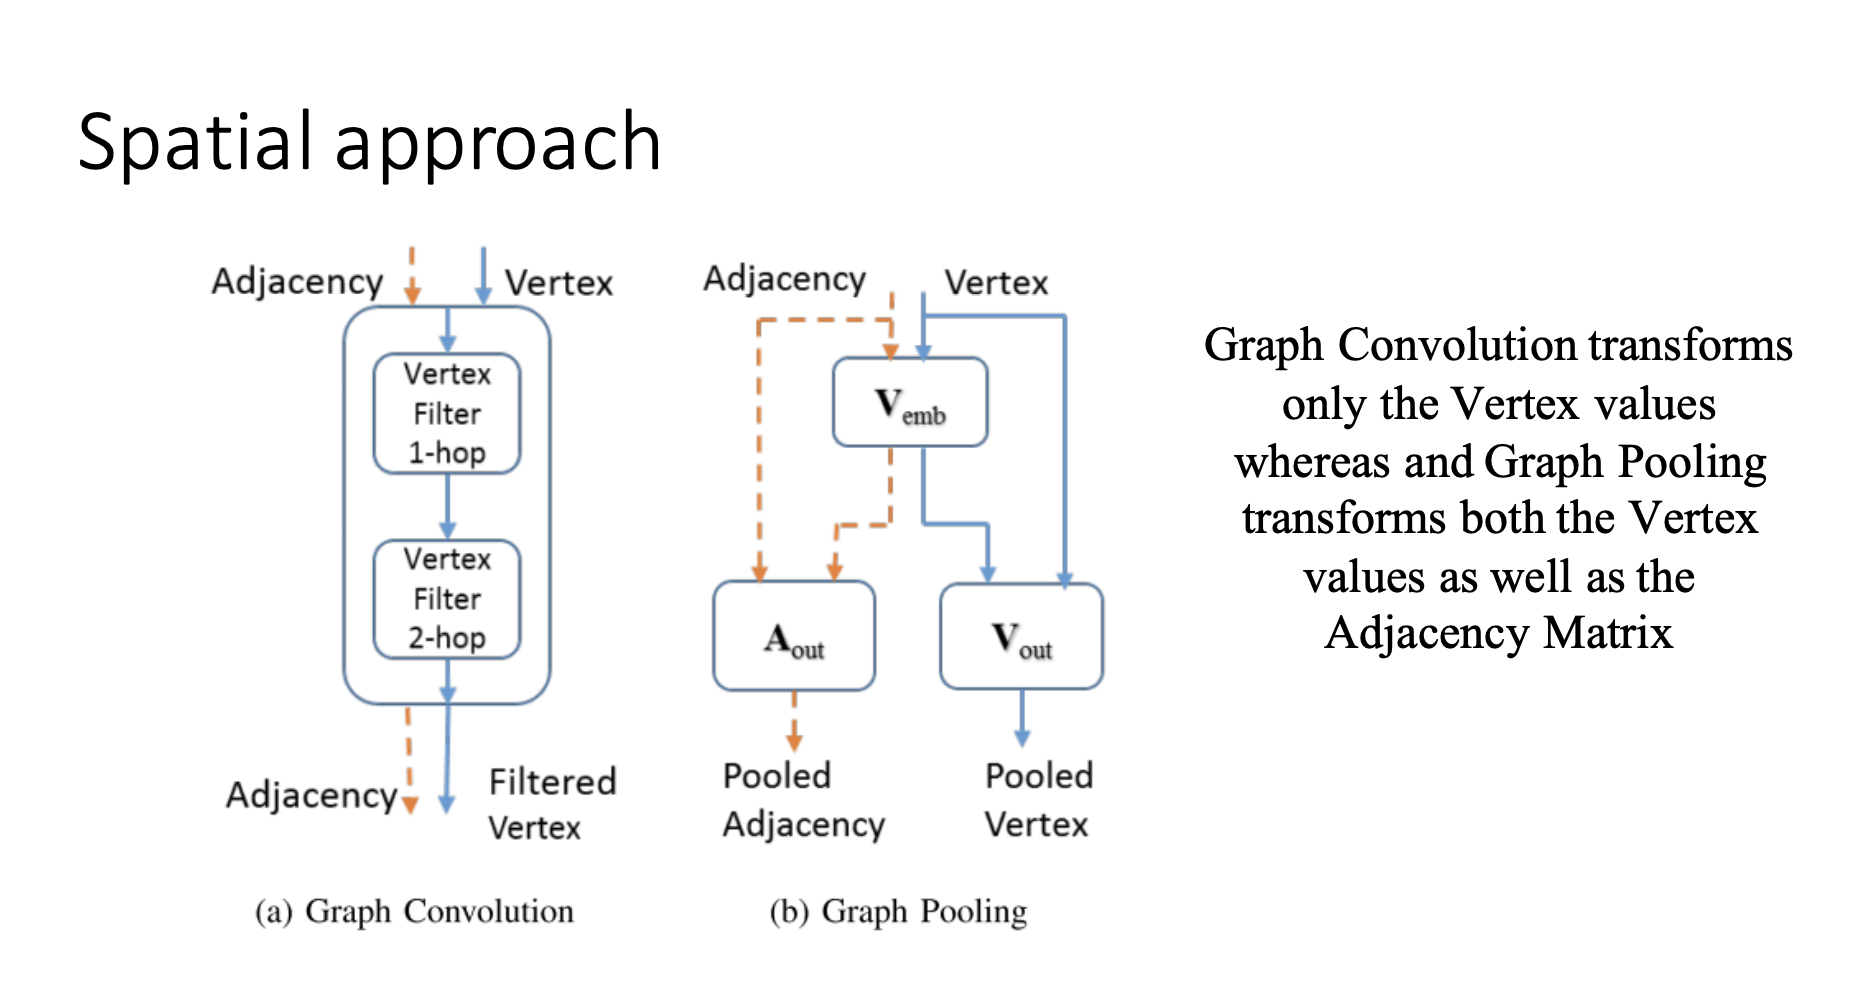 Spatial approach
Adjacency
Vertex
Vertex
Filter
1-hop
Vertex
Filter
2-hop
Adjacency
Filtered
Vertex
(a) Graph Convolution
Adjacency
Vertex
Vemb
Aout
Vout
Pooled
Adjacency
Pooled
Vertex
(b) Graph Pooling
Graph Convolution transforms
only the Vertex values
whereas and Graph Pooling
transforms both the Vertex
values as well as the
Adjacency Matrix